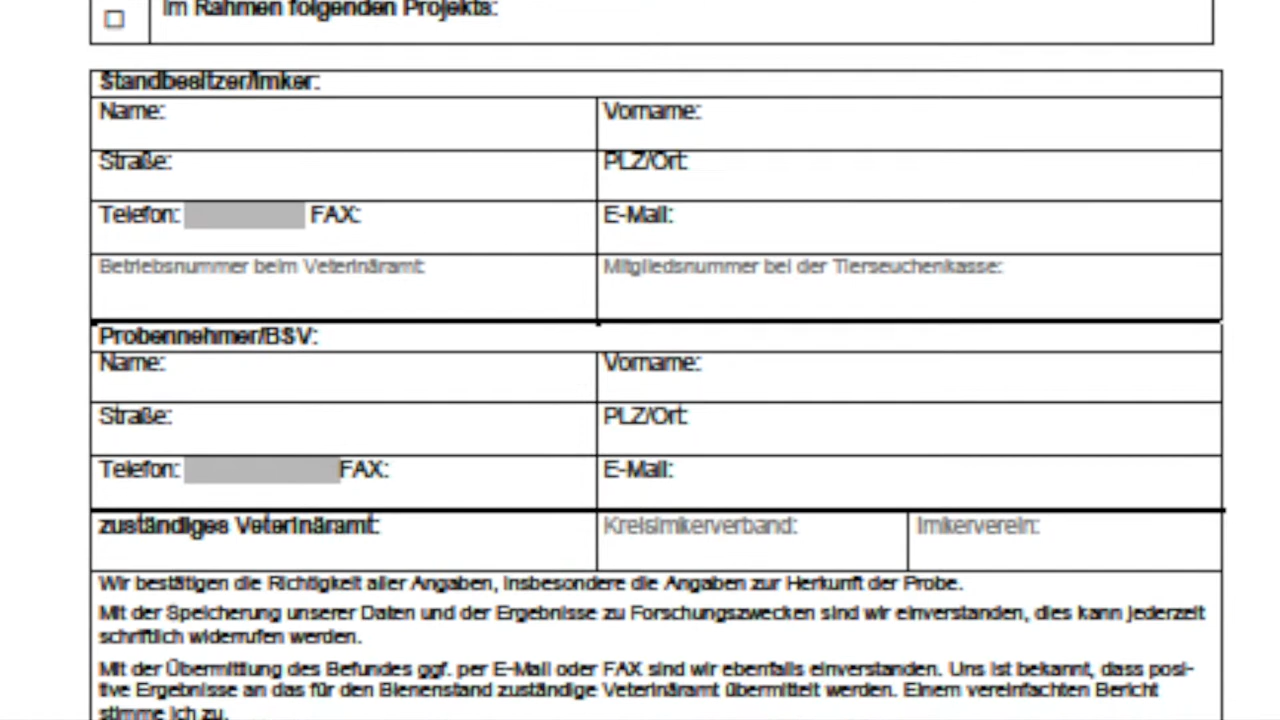 Im Rahmen folgenden Projekts:
Standbesitzer/Imker:
Name: Vorname:
Straße: PLZ/Ort:
Telefon: FAX: E-Mail:
Betriebsnummer beim Veterinäramt: Mitgliedsnummer bei der Tierseuchenkasse:
Probennehmer/BSV:
Name: Vorname:
Straße: PLZ/Ort:
Telefon: FAX: E-Mail:
zuständiges Veterinäramt: Kreisimkerverband: Imkerverein:
Wir bestätigen die Richtigkeit aller Angaben, insbesondere die Angaben zur Herkunft der Probe.
Mit der Speicherung unserer Daten und der Ergebnisse zu Forschungszwecken sind wir einverstanden, dies kann jederzeit
schriftlich widerrufen werden.
Mit der Übermittlung des Befundes ggf. per E-Mail oder FAX sind wir ebenfalls einverstanden. Uns ist bekannt, dass posi-
tive Ergebnisse an das für den Bienenstand zuständige Veterinäramt übermittelt werden. Einem vereinfachten Bericht
stimme ich zu.